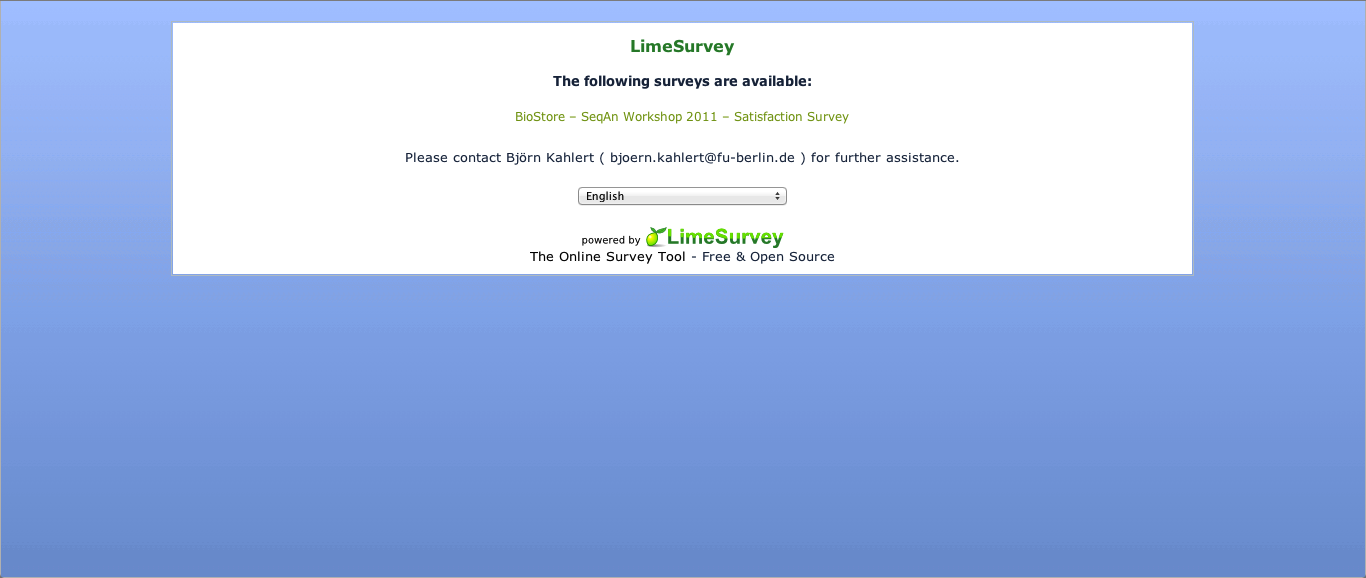 LimeSurvey
The following surveys are available:
BioStore – SeqAn Workshop 2011 – Satisfaction Survey
Please contact Björn Kahlert ( bjoern.kahlert@fu-berlin.de ) for further assistance.
English
powered by LimeSurvey
The Online Survey Tool - Free & Open Source